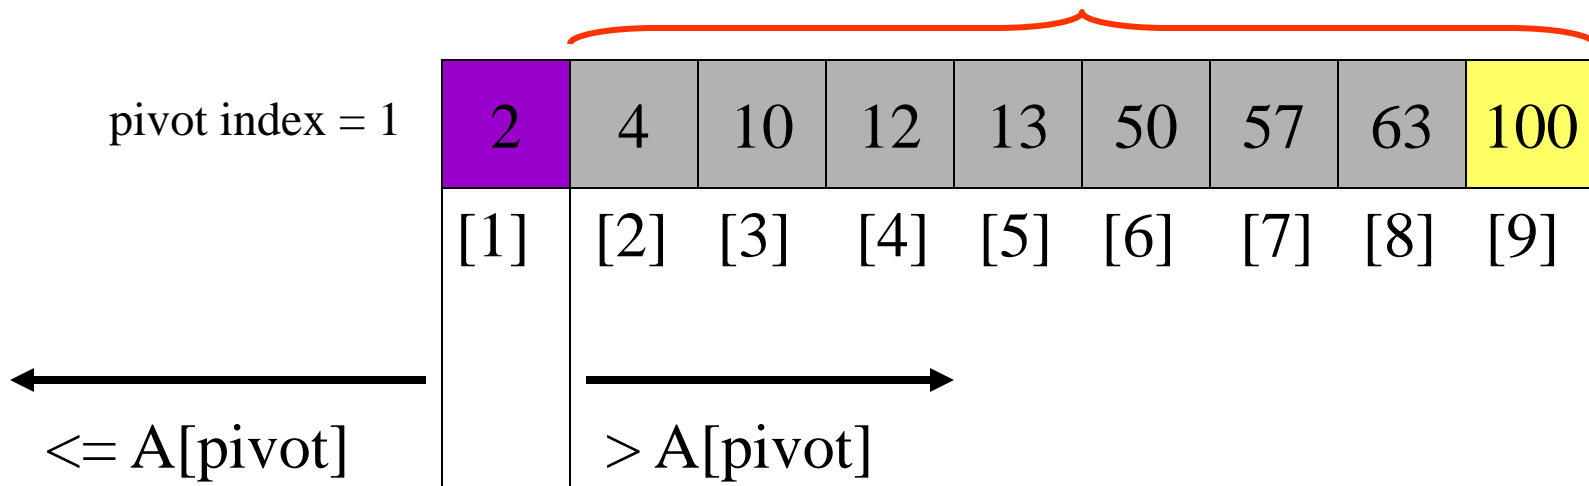 pivot index = 1 2 4 10 12 13 50 57 63 100
[1] [2] [3] [4] [5] [6] [7] [8] [9]
<= A[pivot] > A[pivot]